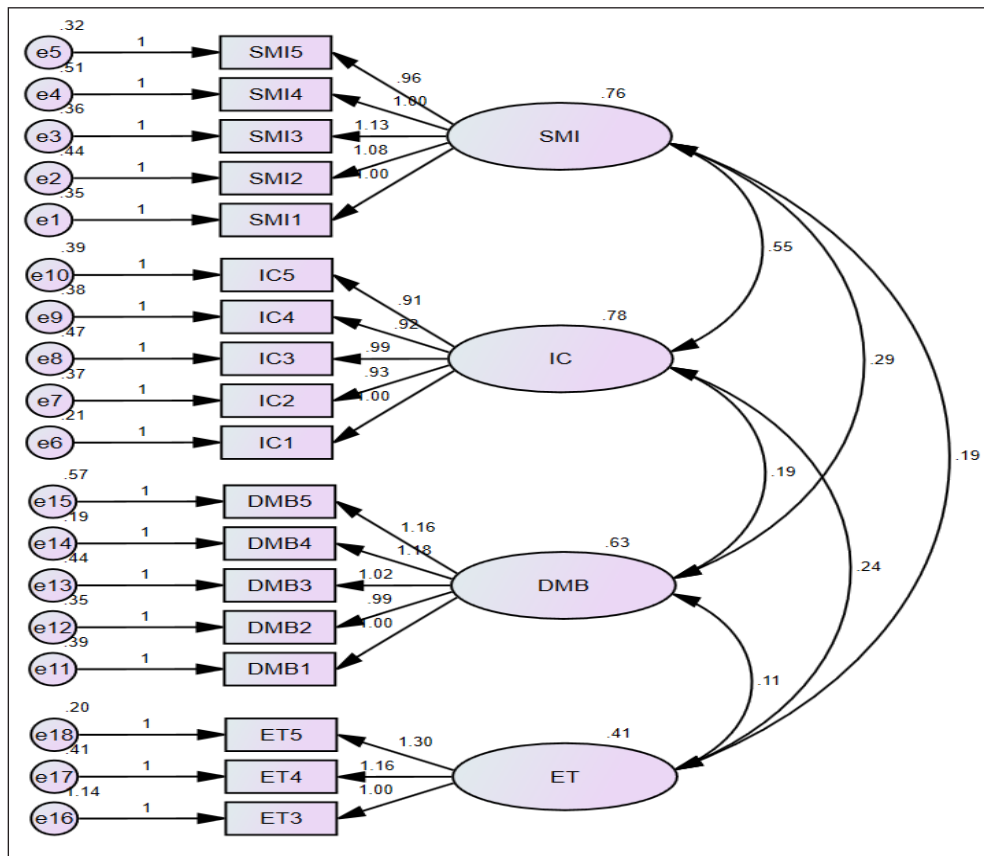 .32
e5 1 SMI5
.96
.51
e4 1 SMI4
1.00
.76
.36
e3 1 SMI3
1.13
SMI
.44
e2 1 SMI2
1.08
.35
e1 1 SMI1
1.00
.55
.39
e10 1 IC5
.91
.38
e9 1 IC4
.92
.78
.47
e8 1 IC3
.99
IC
.29
.37
e7 1 IC2
.93
.21
e6 1 IC1
1.00
.19
.19
.57
e15 1 DMB5
1.16
.19
e14 1 DMB4
1.18
.63
.44
e13 1 DMB3
1.02
DMB
.24
.35
e12 1 DMB2
.99
.39
e11 1 DMB1
1.00
.11
.20
e18 1 ET5
1.30
.41
.41
e17 1 ET4
1.16
ET
1.14
e16 1 ET3
1.00